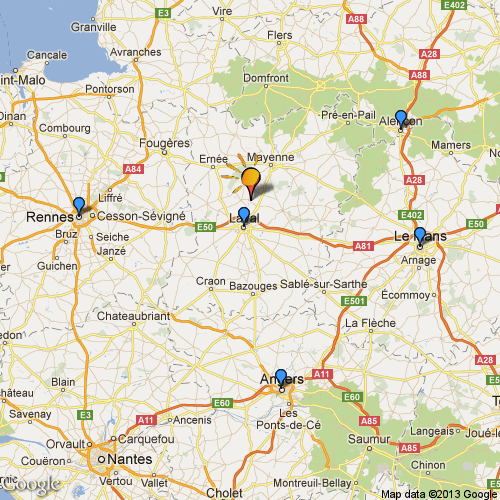 Granville
Vire
E3
E402
Flers
A88
Cancale
Avranches
Saint-Malo
Domfront
A88
Pontorson
Dinan
Pré-en-Pail
Alençon
Combourg
Fougères
Mamers
Ernée
Mayenne
A84
A28
Liffré
Rennes
Cesson-Sévigné
Laval
E402
E50
Bruz
Seiche
E50
Le Mans
Janzé
A81
Guichen
Arnage
Craon
Sablé-sur-Sarthe
Bazouges
Écommoy
E501
Chateaubriant
La Flèche
A28
A11
Angers
Blain
E3
E60
Les
Savenay
A11
Ancenis
E60
Ponts-de-Cé
A85
Langeais
Orvault
Carquefou
Saumur
Couëron
A85
Nantes
Chinon
Montreuil-Bellay
Google
Cholet
Map data ©2013 Google